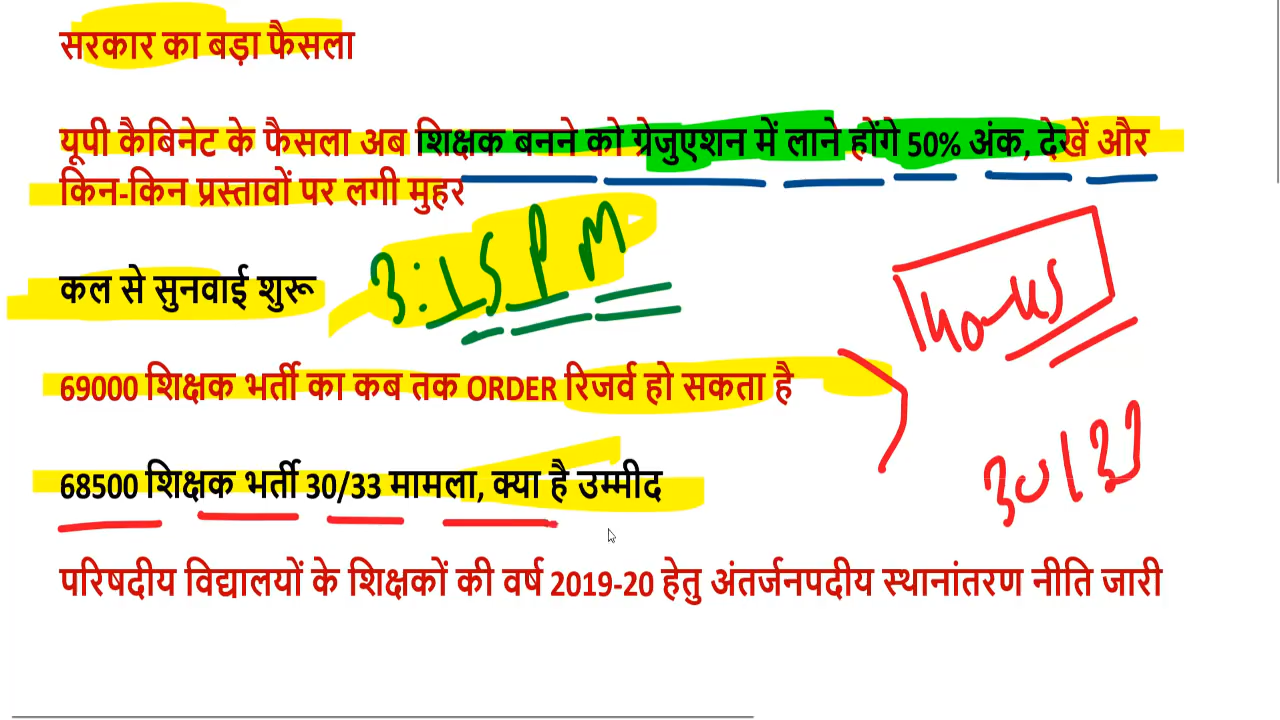 सरकार का बड़ा फैसला
यूपी कैबिनेट के फैसला अब शिक्षक बनने को ग्रेजुएशन में लाने होंगे 50% अंक, देखें और
किन-किन प्रस्तावों पर लगी मुहर
3:15 PM
कल से सुनवाई शुरू
69000 शिक्षक भर्ती का कब तक ORDER रिजर्व हो सकता है
68500 शिक्षक भर्ती 30/33 मामला, क्या है उम्मीद
30/33
परिषदीय विद्यालयों के शिक्षकों की वर्ष 2019-20 हेतु अंतर्जनपदीय स्थानांतरण नीति जारी